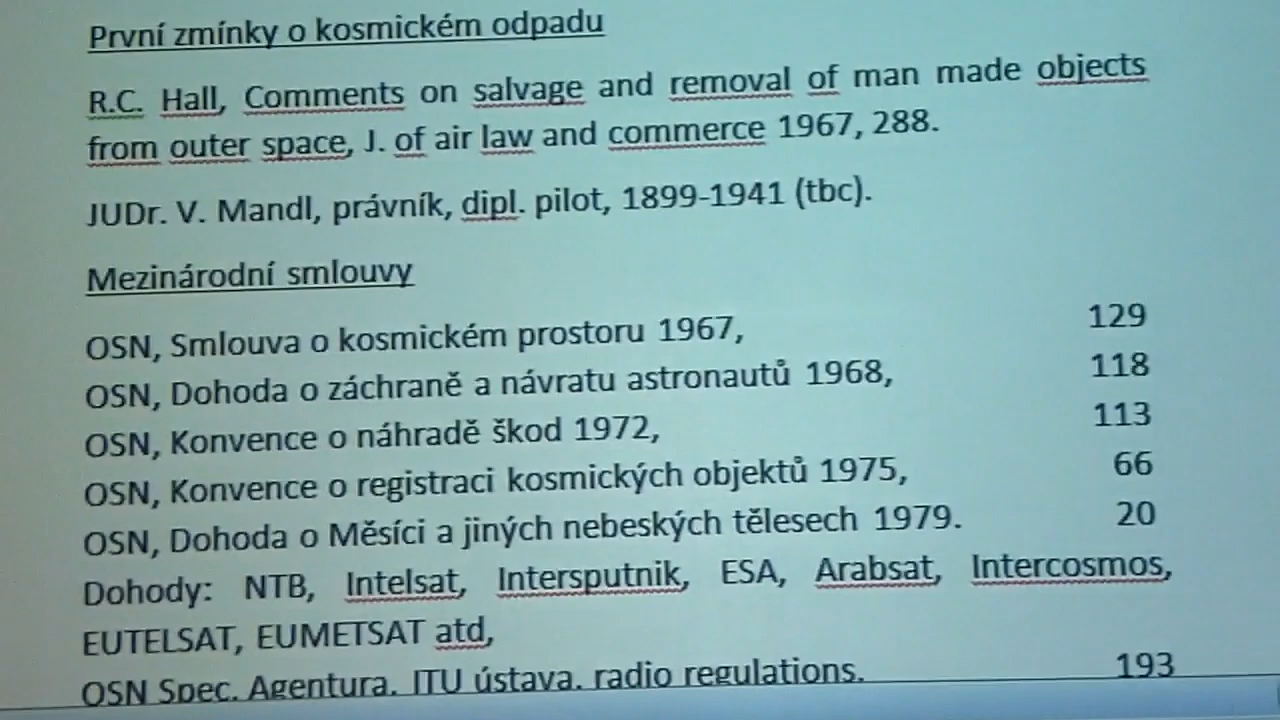 První zmínky o kosmickém odpadu
R.C. Hall, Comments on salvage and removal of man made objects
from outer space, J. of air law and commerce 1967, 288.
JUDr. V. Mandl, právník, dipl. pilot, 1899-1941 (tbc).
Mezinárodní smlouvy
OSN, Smlouva o kosmickém prostoru 1967, 129
OSN, Dohoda o záchraně a návratu astronautů 1968, 118
OSN, Konvence o náhradě škod 1972, 113
OSN, Konvence o registraci kosmických objektů 1975, 66
OSN, Dohoda o Měsíci a jiných nebeských tělesech 1979. 20
Dohody: NTB, Intelsat, Intersputnik, ESA, Arabsat, Intercosmos,
EUTELSAT, EUMETSAT atd,
OSN Spec. Agentura. ITU ústava. radio regulations. 193